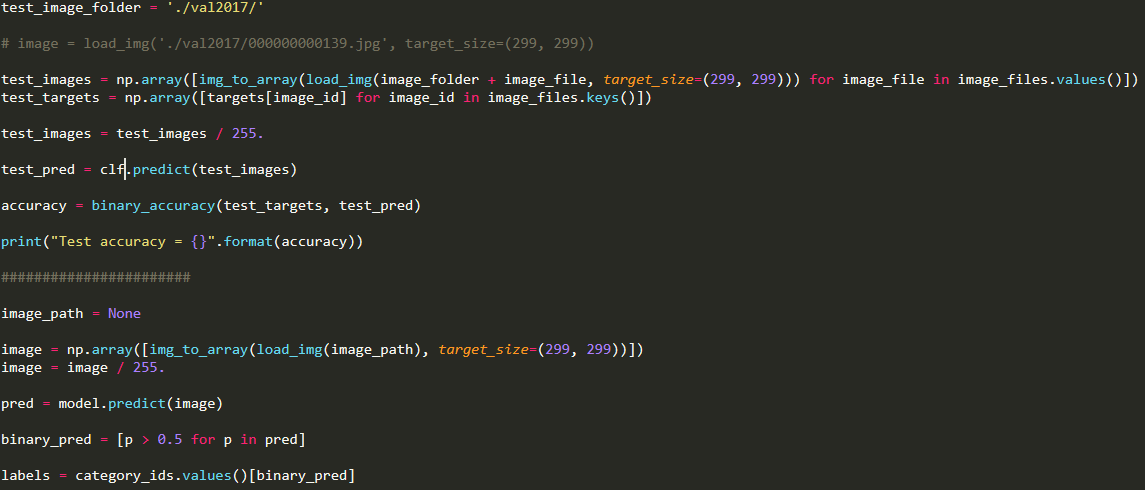 test_image_folder = './val2017/'
# image = load_img('./val2017/000000000139.jpg', target_size=(299, 299))
test_images = np.array([img_to_array(load_img(image_folder + image_file, target_size=(299, 299))) for image_file in image_files.values()])
test_targets = np.array([targets[image_id] for image_id in image_files.keys()])
test_images = test_images / 255.
test_pred = clf.predict(test_images)
accuracy = binary_accuracy(test_targets, test_pred)
print("Test accuracy = {}".format(accuracy))
#######################
image_path = None
image = np.array([img_to_array(load_img(image_path), target_size=(299, 299))])
image = image / 255.
pred = model.predict(image)
binary_pred = [p > 0.5 for p in pred]
labels = category_ids.values()[binary_pred]